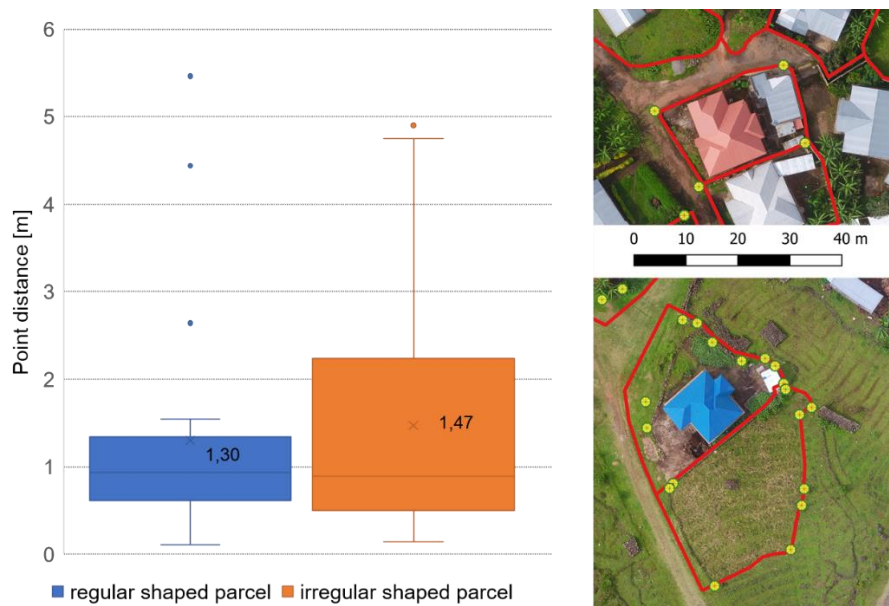 6
5
4
3
2
1
0
Point distance [m]
1,30
1,47
regular shaped parcel
irregular shaped parcel
0 10 20 30 40 m